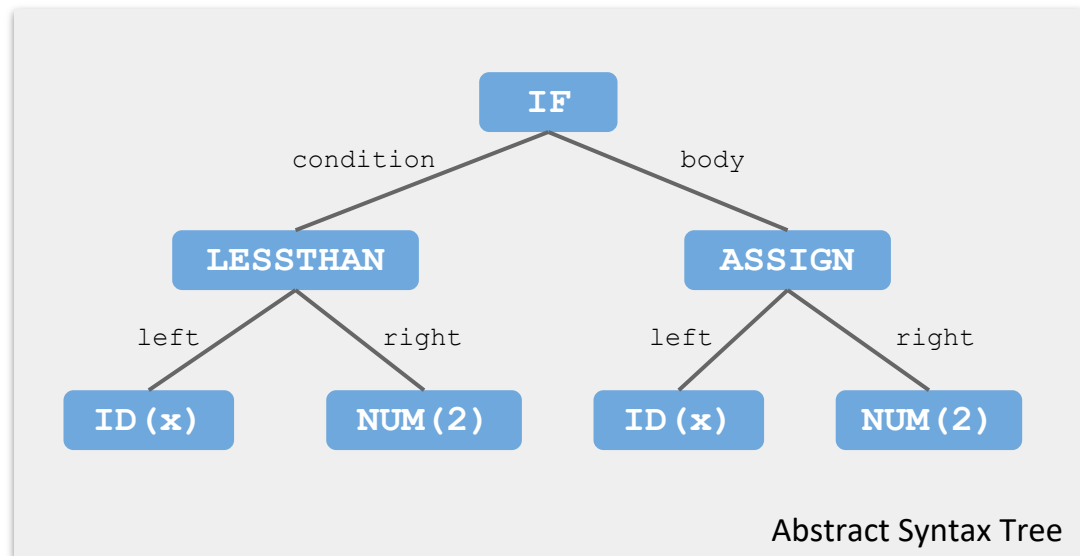 IF
condition
body
LESSTHAN
ASSIGN
left
right
left
right
ID(x)
NUM(2)
ID(x)
NUM(2)
Abstract Syntax Tree